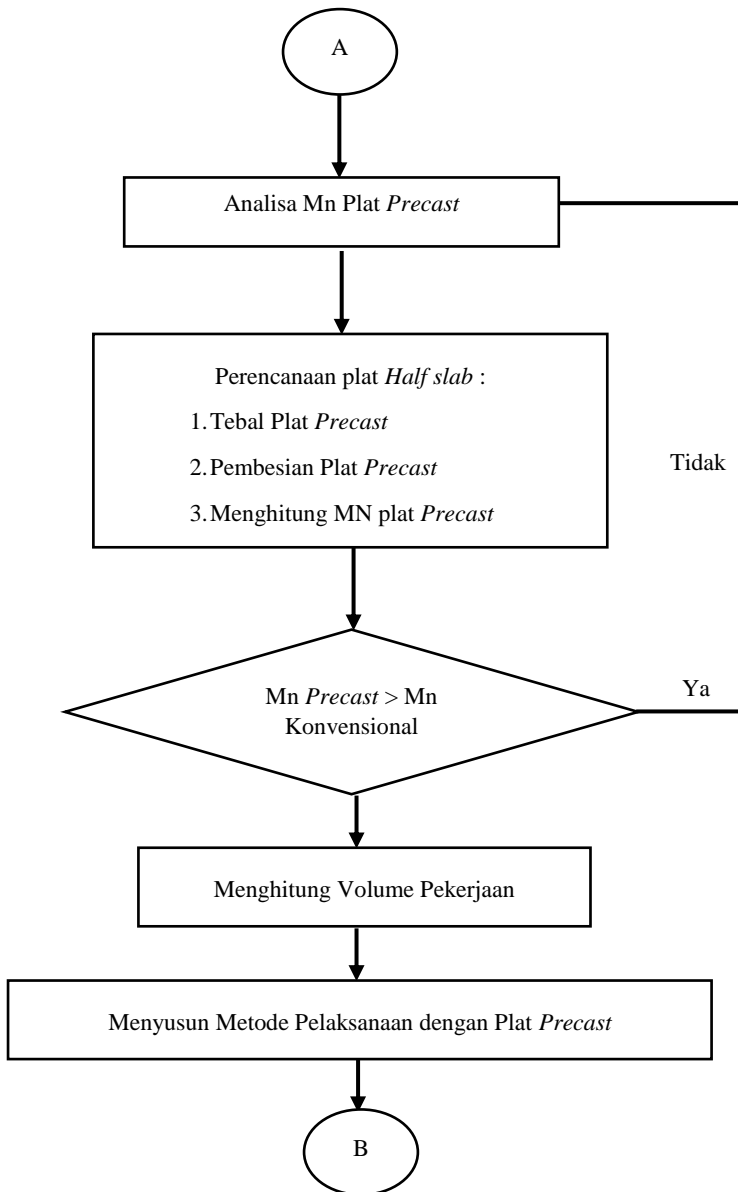 A
Analisa Mn Plat Precast
Perencanaan plat Half slab :
1. Tebal Plat Precast
2. Pembesian Plat Precast
3. Menghitung MN plat Precast
Tidak
Mn Precast > Mn
Konvensional
Ya
Menghitung Volume Pekerjaan
Menyusun Metode Pelaksanaan dengan Plat Precast
B